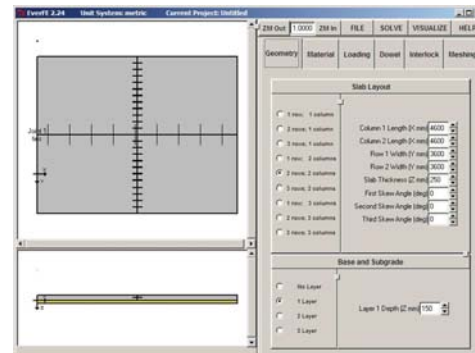 EverFE 2.24 Unit System: metric Current Project: Untitled
ZM Out 1.0000 ZM In FILE SOLVE VISUALIZE HELP
Geometry Material Loading Dowel Interlock Meshing
Slab Layout
1 row; 1 column
2 rows; 1 column
3 rows; 1 column
1 row; 2 columns
2 rows; 2 columns
3 rows; 2 columns
1 row; 3 columns
2 rows; 3 columns
3 rows; 3 columns
Column 1 Length (X mm) 4600
Column 2 Length (X mm) 4600
Row 1 Width (Y mm) 3600
Row 2 Width (Y mm) 3600
Slab Thickness (Z mm) 250
First Skew Angle (deg) 0
Second Skew Angle (deg) 0
Third Skew Angle (deg) 0
Base and Subgrade
No Layer
1 Layer
2 Layer
3 Layer
Layer 1 Depth (Z mm) 150